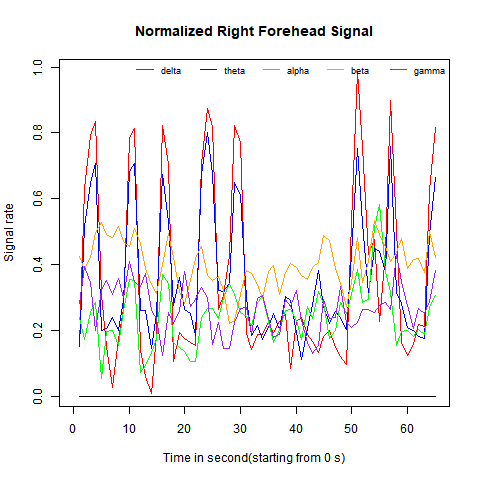 Normalized Right Forehead Signal
delta theta alpha beta gamma
1.0
0.8
0.6
0.4
0.2
0.0
Signal rate
0 10 20 30 40 50 60
Time in second(starting from 0 s)